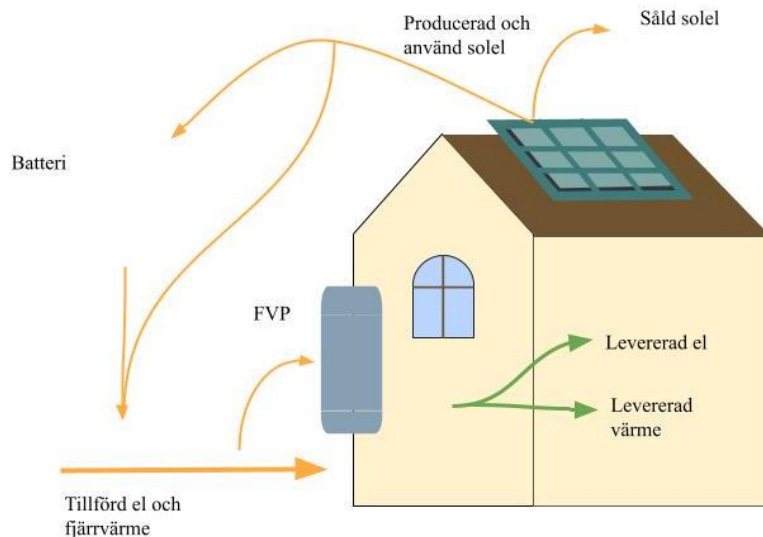 Producerad och
använd solel
Såld solel
Batteri
FVP
Levererad el
Levererad
värme
Tillförd el och
fjärrvärme